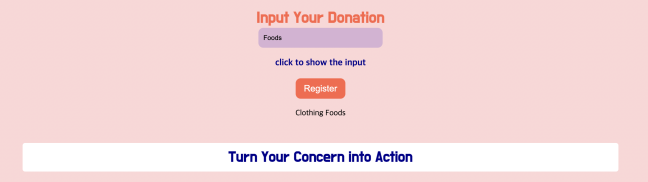 Input Your Donation
Foods
click to show the input
Register
Clothing Foods
Turn Your Concern into Action